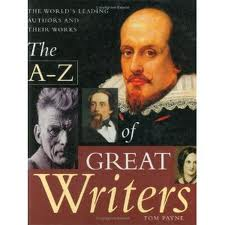 THE WORLD'S LEADING
AUTHORS AND
THEIR WORKS
The
A-Z
of
GREAT
Writers
TOM PAYNE